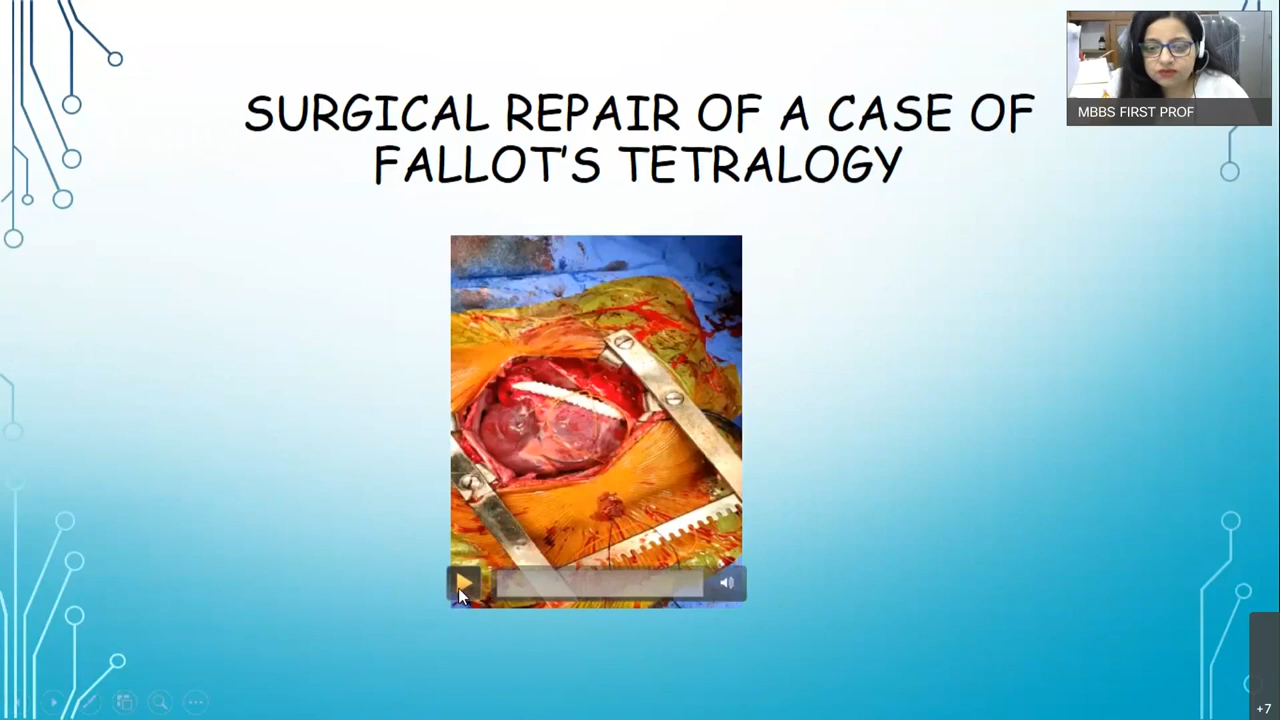 SURGICAL REPAIR OF A CASE OF
FALLOT'S TETRALOGY
MBBS FIRST PROF
+7